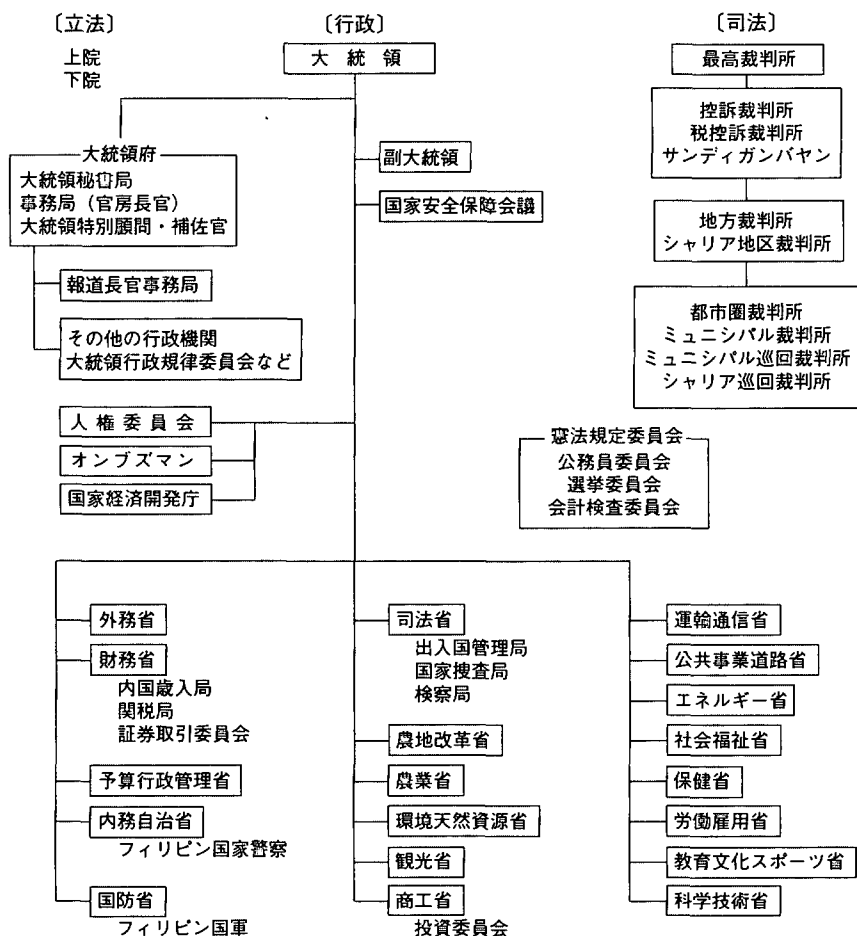 〔立法〕
上院
下院
〔行政〕
大統領
大統領府
大統領秘書局
事務局（官房長官）
大統領特別顧問・補佐官
報道長官事務局
その他の行政機関
大統領行政規律委員会など
副大統領
国家安全保障会議
人権委員会
オンブズマン
国家経済開発庁
〔司法〕
最高裁判所
控訴裁判所
税控訴裁判所
サンディガンバヤン
地方裁判所
シャリア地区裁判所
都市圏裁判所
ミュニシパル裁判所
ミュニシパル巡回裁判所
シャリア巡回裁判所
憲法規定委員会
公務員委員会
選挙委員会
会計検査委員会
外務省
財務省
内国歳入局
関税局
証券取引委員会
予算行政管理省
内務自治省
フィリピン国家警察
国防省
フィリピン国軍
司法省
出入国管理局
国家捜査局
検察局
農地改革省
農業省
環境天然資源省
観光省
商工省
投資委員会
運輸通信省
公共事業道路省
エネルギー省
社会福祉省
保健省
労働雇用省
教育文化スポーツ省
科学技術省